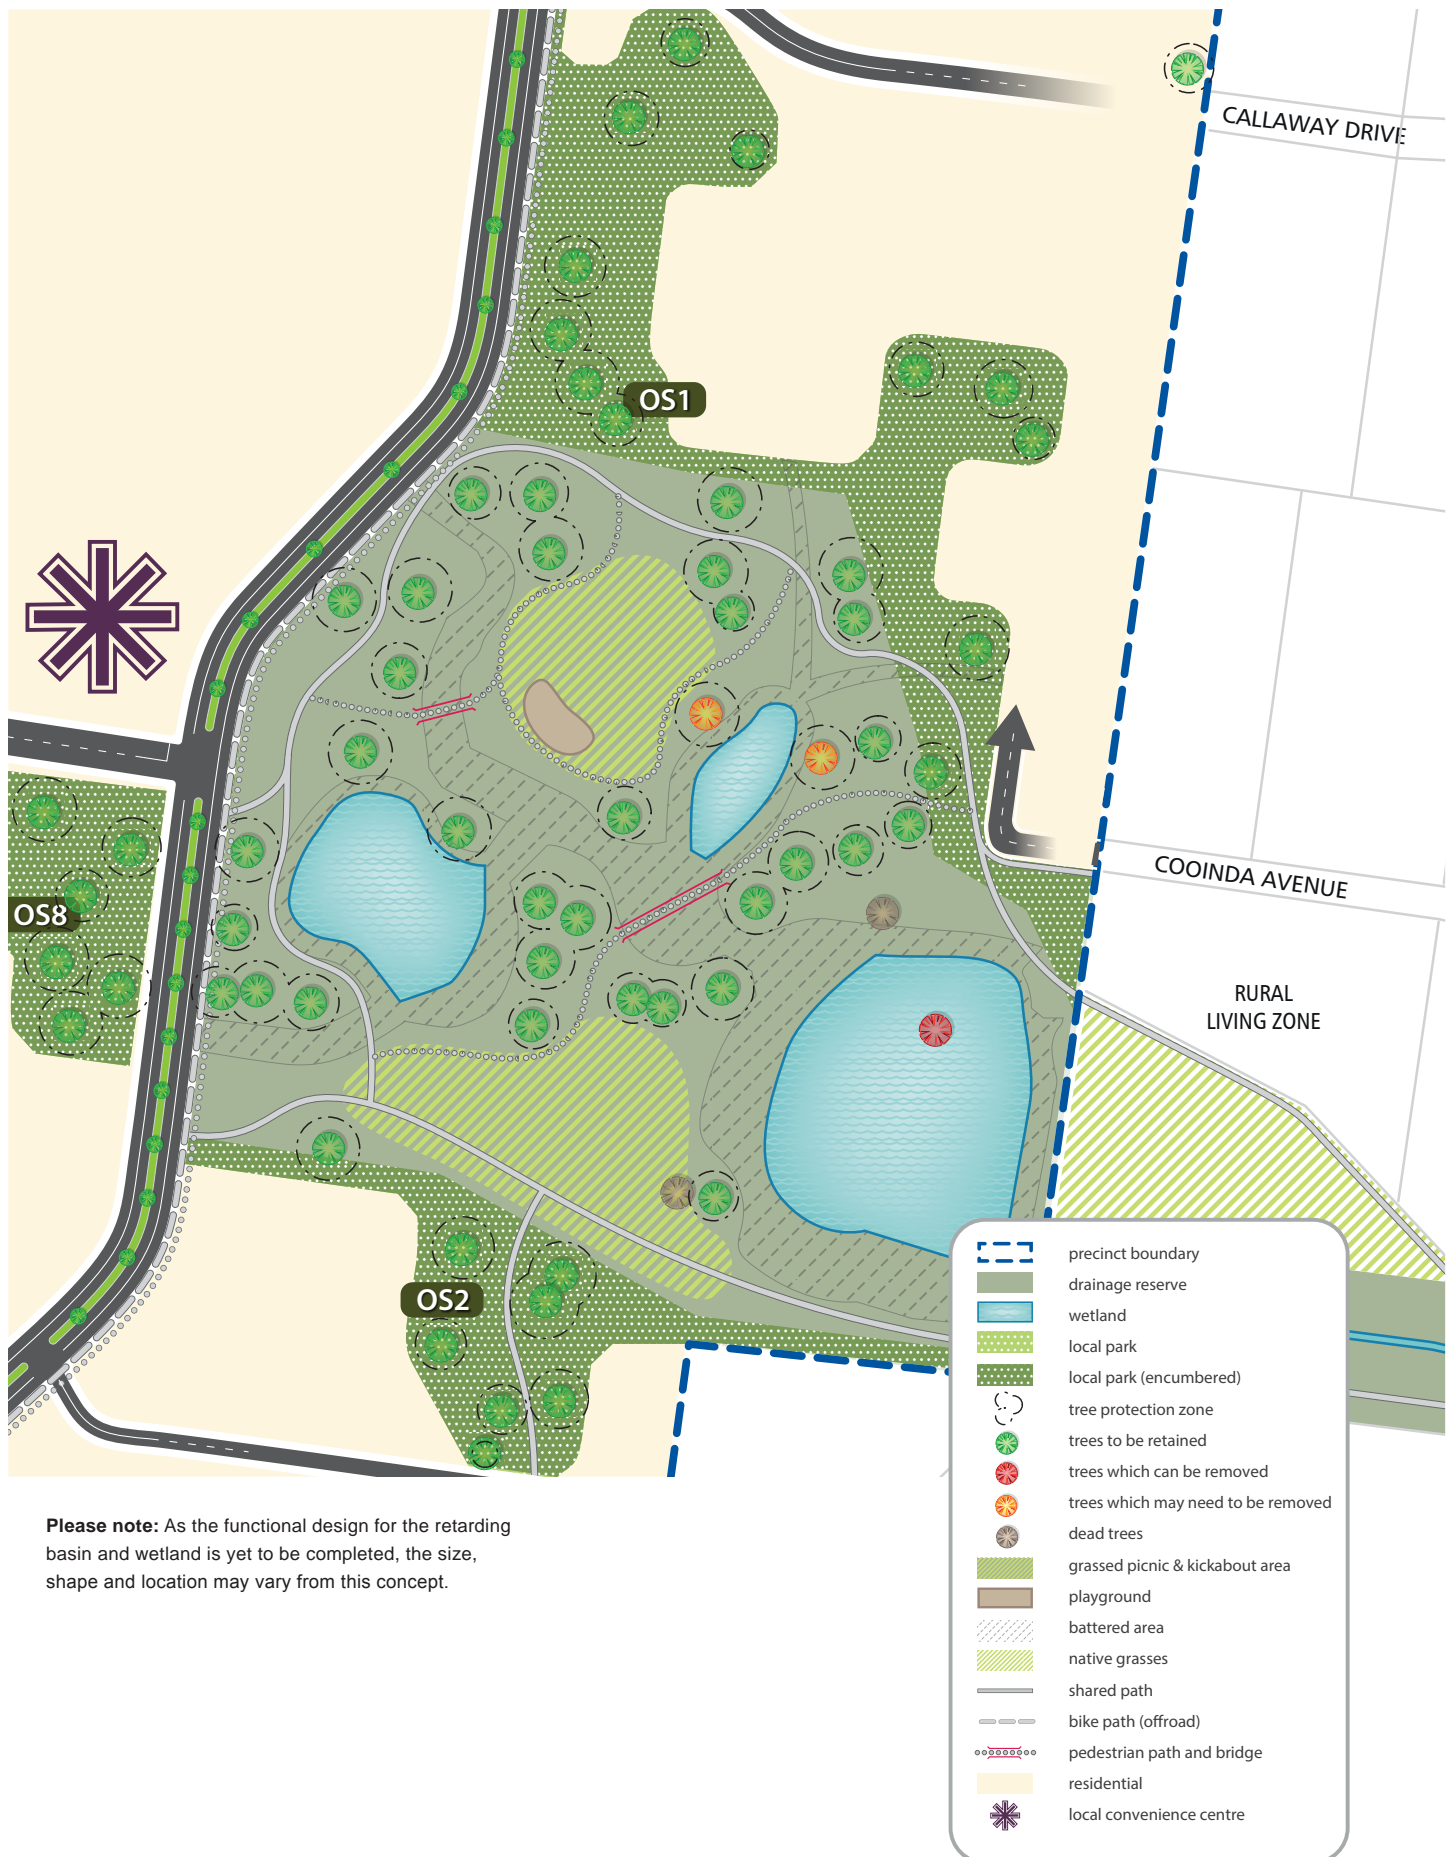 CALLAWAY DRIVE
OS1
COOINDA AVENUE
OS8
RURAL
LIVING ZONE
OS2
precinct boundary
drainage reserve
wetland
local park
local park (encumbered)
tree protection zone
trees to be retained
trees which can be removed
trees which may need to be removed
dead trees
grassed picnic & kickabout area
playground
battered area
native grasses
shared path
bike path (offroad)
pedestrian path and bridge
residential
local convenience centre
Please note: As the functional design for the retarding
basin and wetland is yet to be completed, the size,
shape and location may vary from this concept.